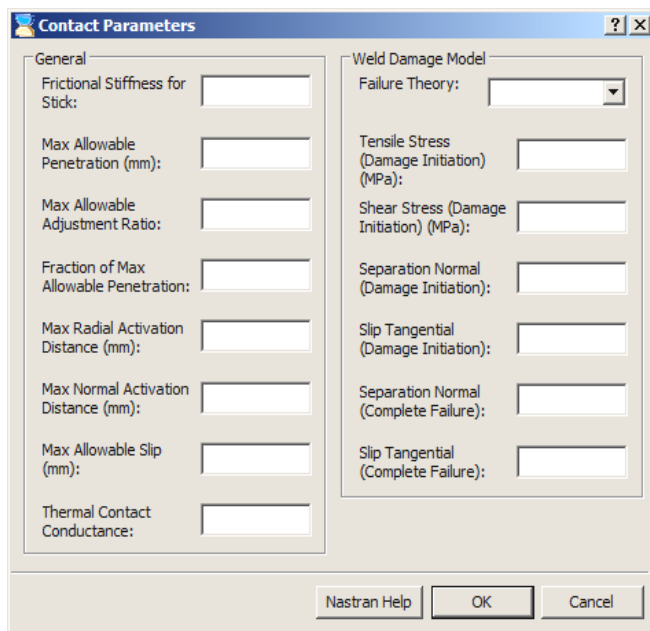 Contact Parameters
General
Frictional Stiffness for
Stick:
Max Allowable
Penetration (mm):
Max Allowable
Adjustment Ratio:
Fraction of Max
Allowable Penetration:
Max Radial Activation
Distance (mm):
Max Normal Activation
Distance (mm):
Max Allowable Slip
(mm):
Thermal Contact
Conductance:
Weld Damage Model
Failure Theory:
Tensile Stress
(Damage Initiation)
(MPa):
Shear Stress (Damage
Initiation) (MPa):
Separation Normal
(Damage Initiation):
Slip Tangential
(Damage Initiation):
Separation Normal
(Complete Failure):
Slip Tangential
(Complete Failure):
Nastran Help
OK
Cancel